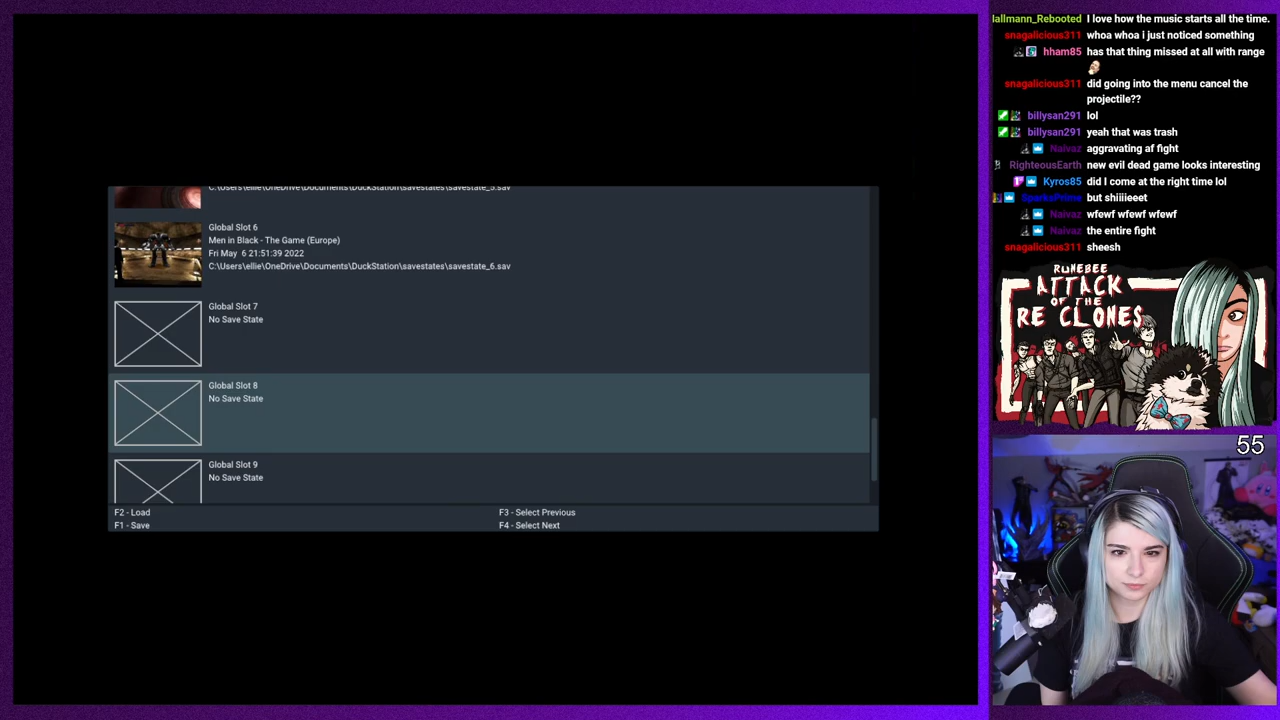 C:\Users\ellie\OneDrive\Documents\DuckStation\savestates\savestate_5.sav
Global Slot 6
Men in Black - The Game (Europe)
Fri May 6 21:51:39 2022
C:\Users\ellie\OneDrive\Documents\DuckStation\savestates\savestate_6.sav
Global Slot 7
No Save State
Global Slot 8
No Save State
Global Slot 9
No Save State
F2 - Load
F1 - Save
F3 - Select Previous
F4 - Select Next
lallmann_Rebooted I love how the music starts all the time.
snagalicious311 whoa whoa i just noticed something
hham85 has that thing missed at all with range
snagalicious311 did going into the menu cancel the
projectile??
billysan291 lol
billysan291 yeah that was trash
Naivaz aggravating af fight
RighteousEarth new evil dead game looks interesting
Kyros85 did I come at the right time lol
SparksPrime but shiiieeet
Naivaz wfewf wfewf wfewf
Naivaz the entire fight
snagalicious311 sheesh
RUNEBEE
ATTACK
OF THE
RE CLONES
55